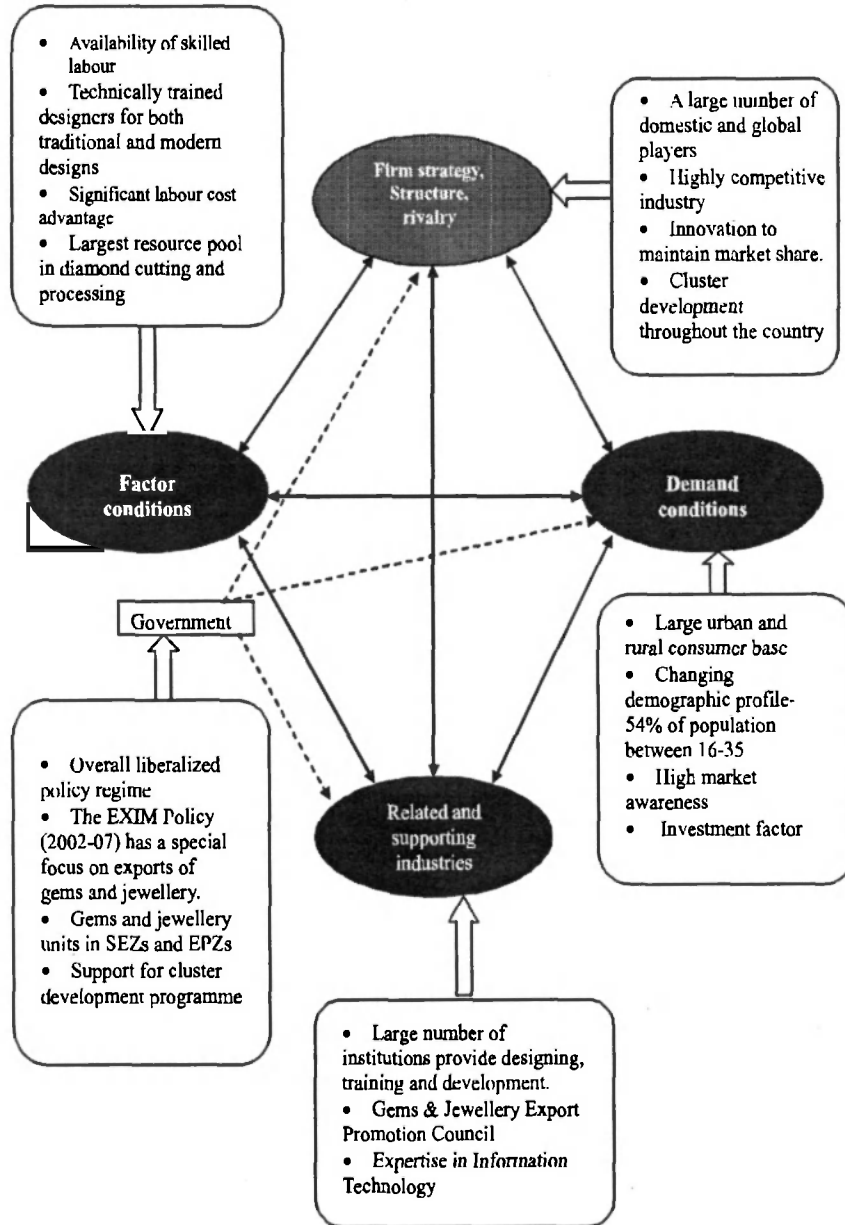 • Availability of skilled
labour
• Technically trained
designers for both
traditional and modern
designs
• Significant labour cost
advantage
• Largest resource pool
in diamond cutting and
processing
Firm strategy,
Structure,
rivalry
• A large number of
domestic and global
players
• Highly competitive
industry
• Innovation to
maintain market share.
• Cluster
development
throughout the country
Factor
conditions
Demand
conditions
Government
• Large urban and
rural consumer base
• Changing
demographic profile-
54% of population
between 16-35
• High market
awareness
• Investment factor
• Overall liberalized
policy regime
• The EXIM Policy
(2002-07) has a special
focus on exports of
gems and jewellery.
• Gems and jewellery
units in SEZs and EPZs
• Support for cluster
development programme
Related and
supporting
industries
• Large number of
institutions provide designing,
training and development.
• Gems & Jewellery Export
Promotion Council
• Expertise in Information
Technology